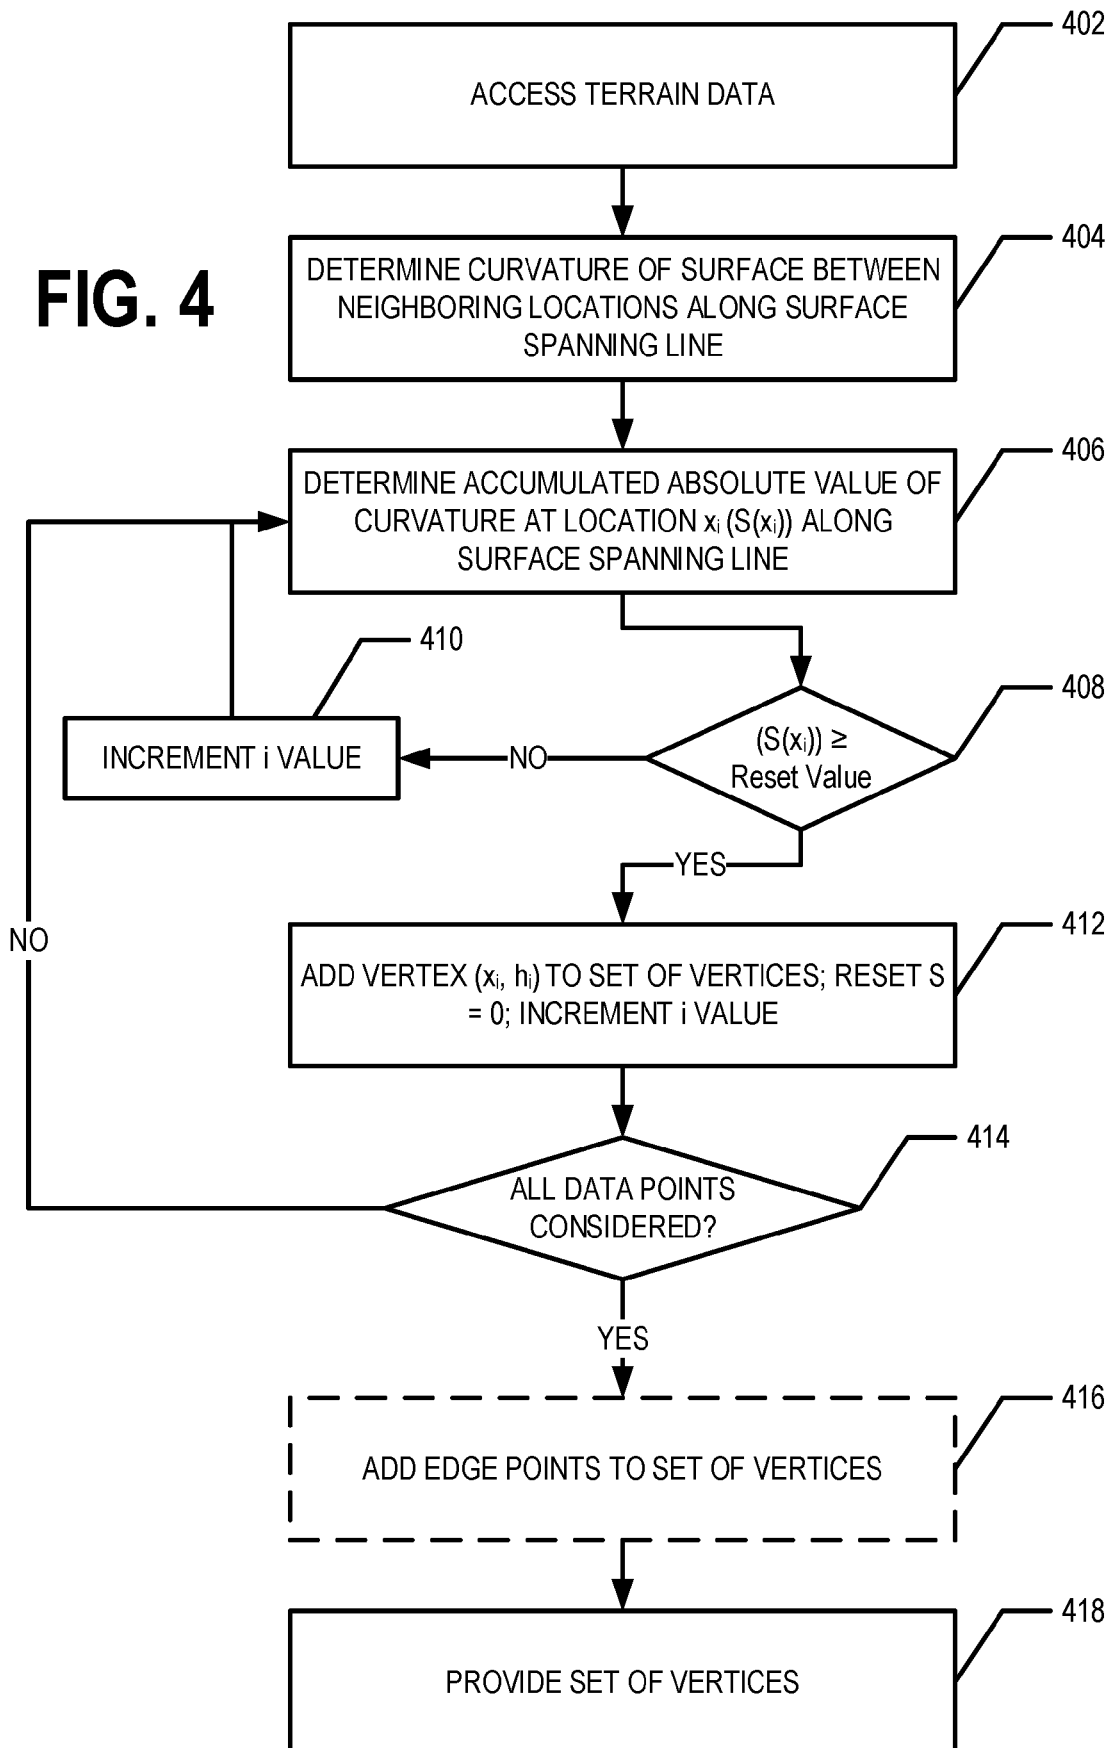 402
ACCESS TERRAIN DATA
404
FIG. 4
DETERMINE CURVATURE OF SURFACE BETWEEN
NEIGHBORING LOCATIONS ALONG SURFACE
SPANNING LINE
406
DETERMINE ACCUMULATED ABSOLUTE VALUE OF
CURVATURE AT LOCATION xᵢ (S(xᵢ)) ALONG
SURFACE SPANNING LINE
410
408
INCREMENT i VALUE
NO
(S(xᵢ)) ≥
Reset Value
YES
412
NO
ADD VERTEX (xᵢ, hᵢ) TO SET OF VERTICES; RESET S
= 0; INCREMENT i VALUE
414
ALL DATA POINTS
CONSIDERED?
YES
416
ADD EDGE POINTS TO SET OF VERTICES
418
PROVIDE SET OF VERTICES